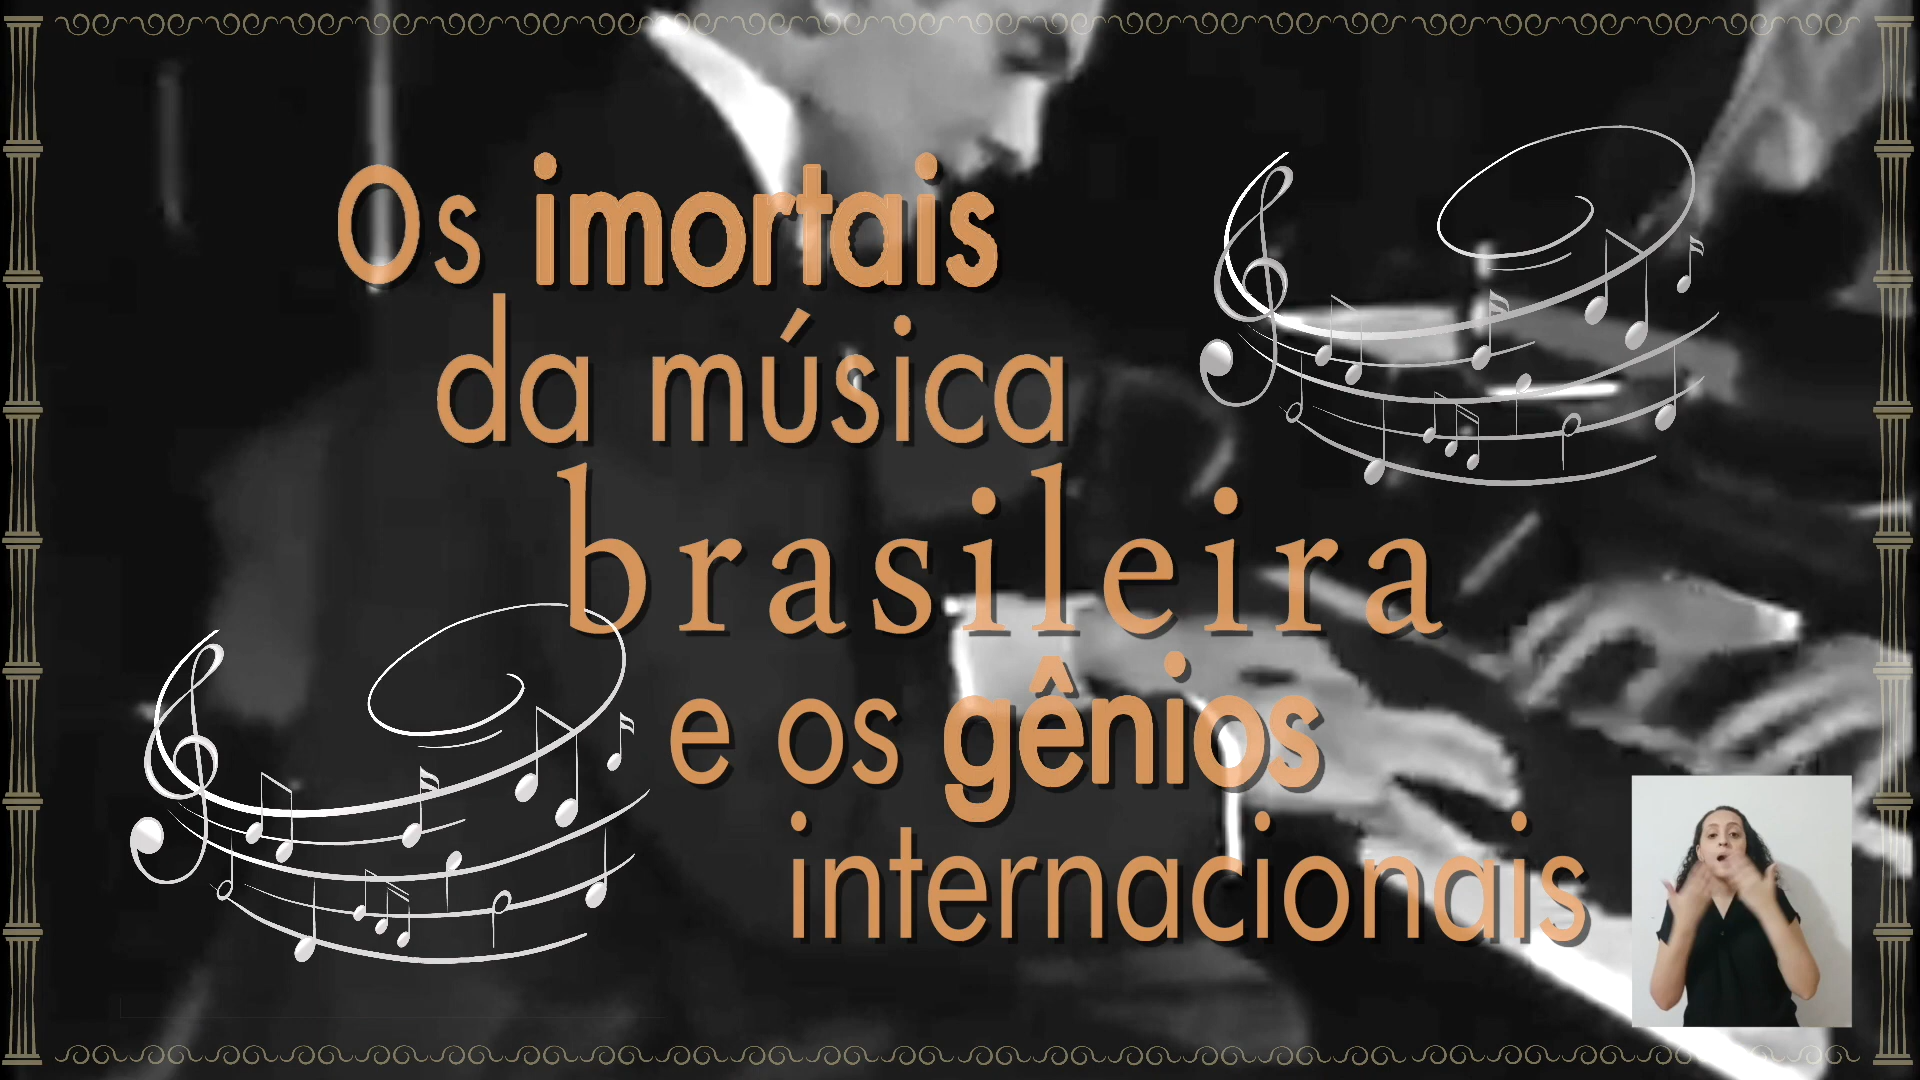 Os imortais
da música
brasileira
e os gênios
internacionais